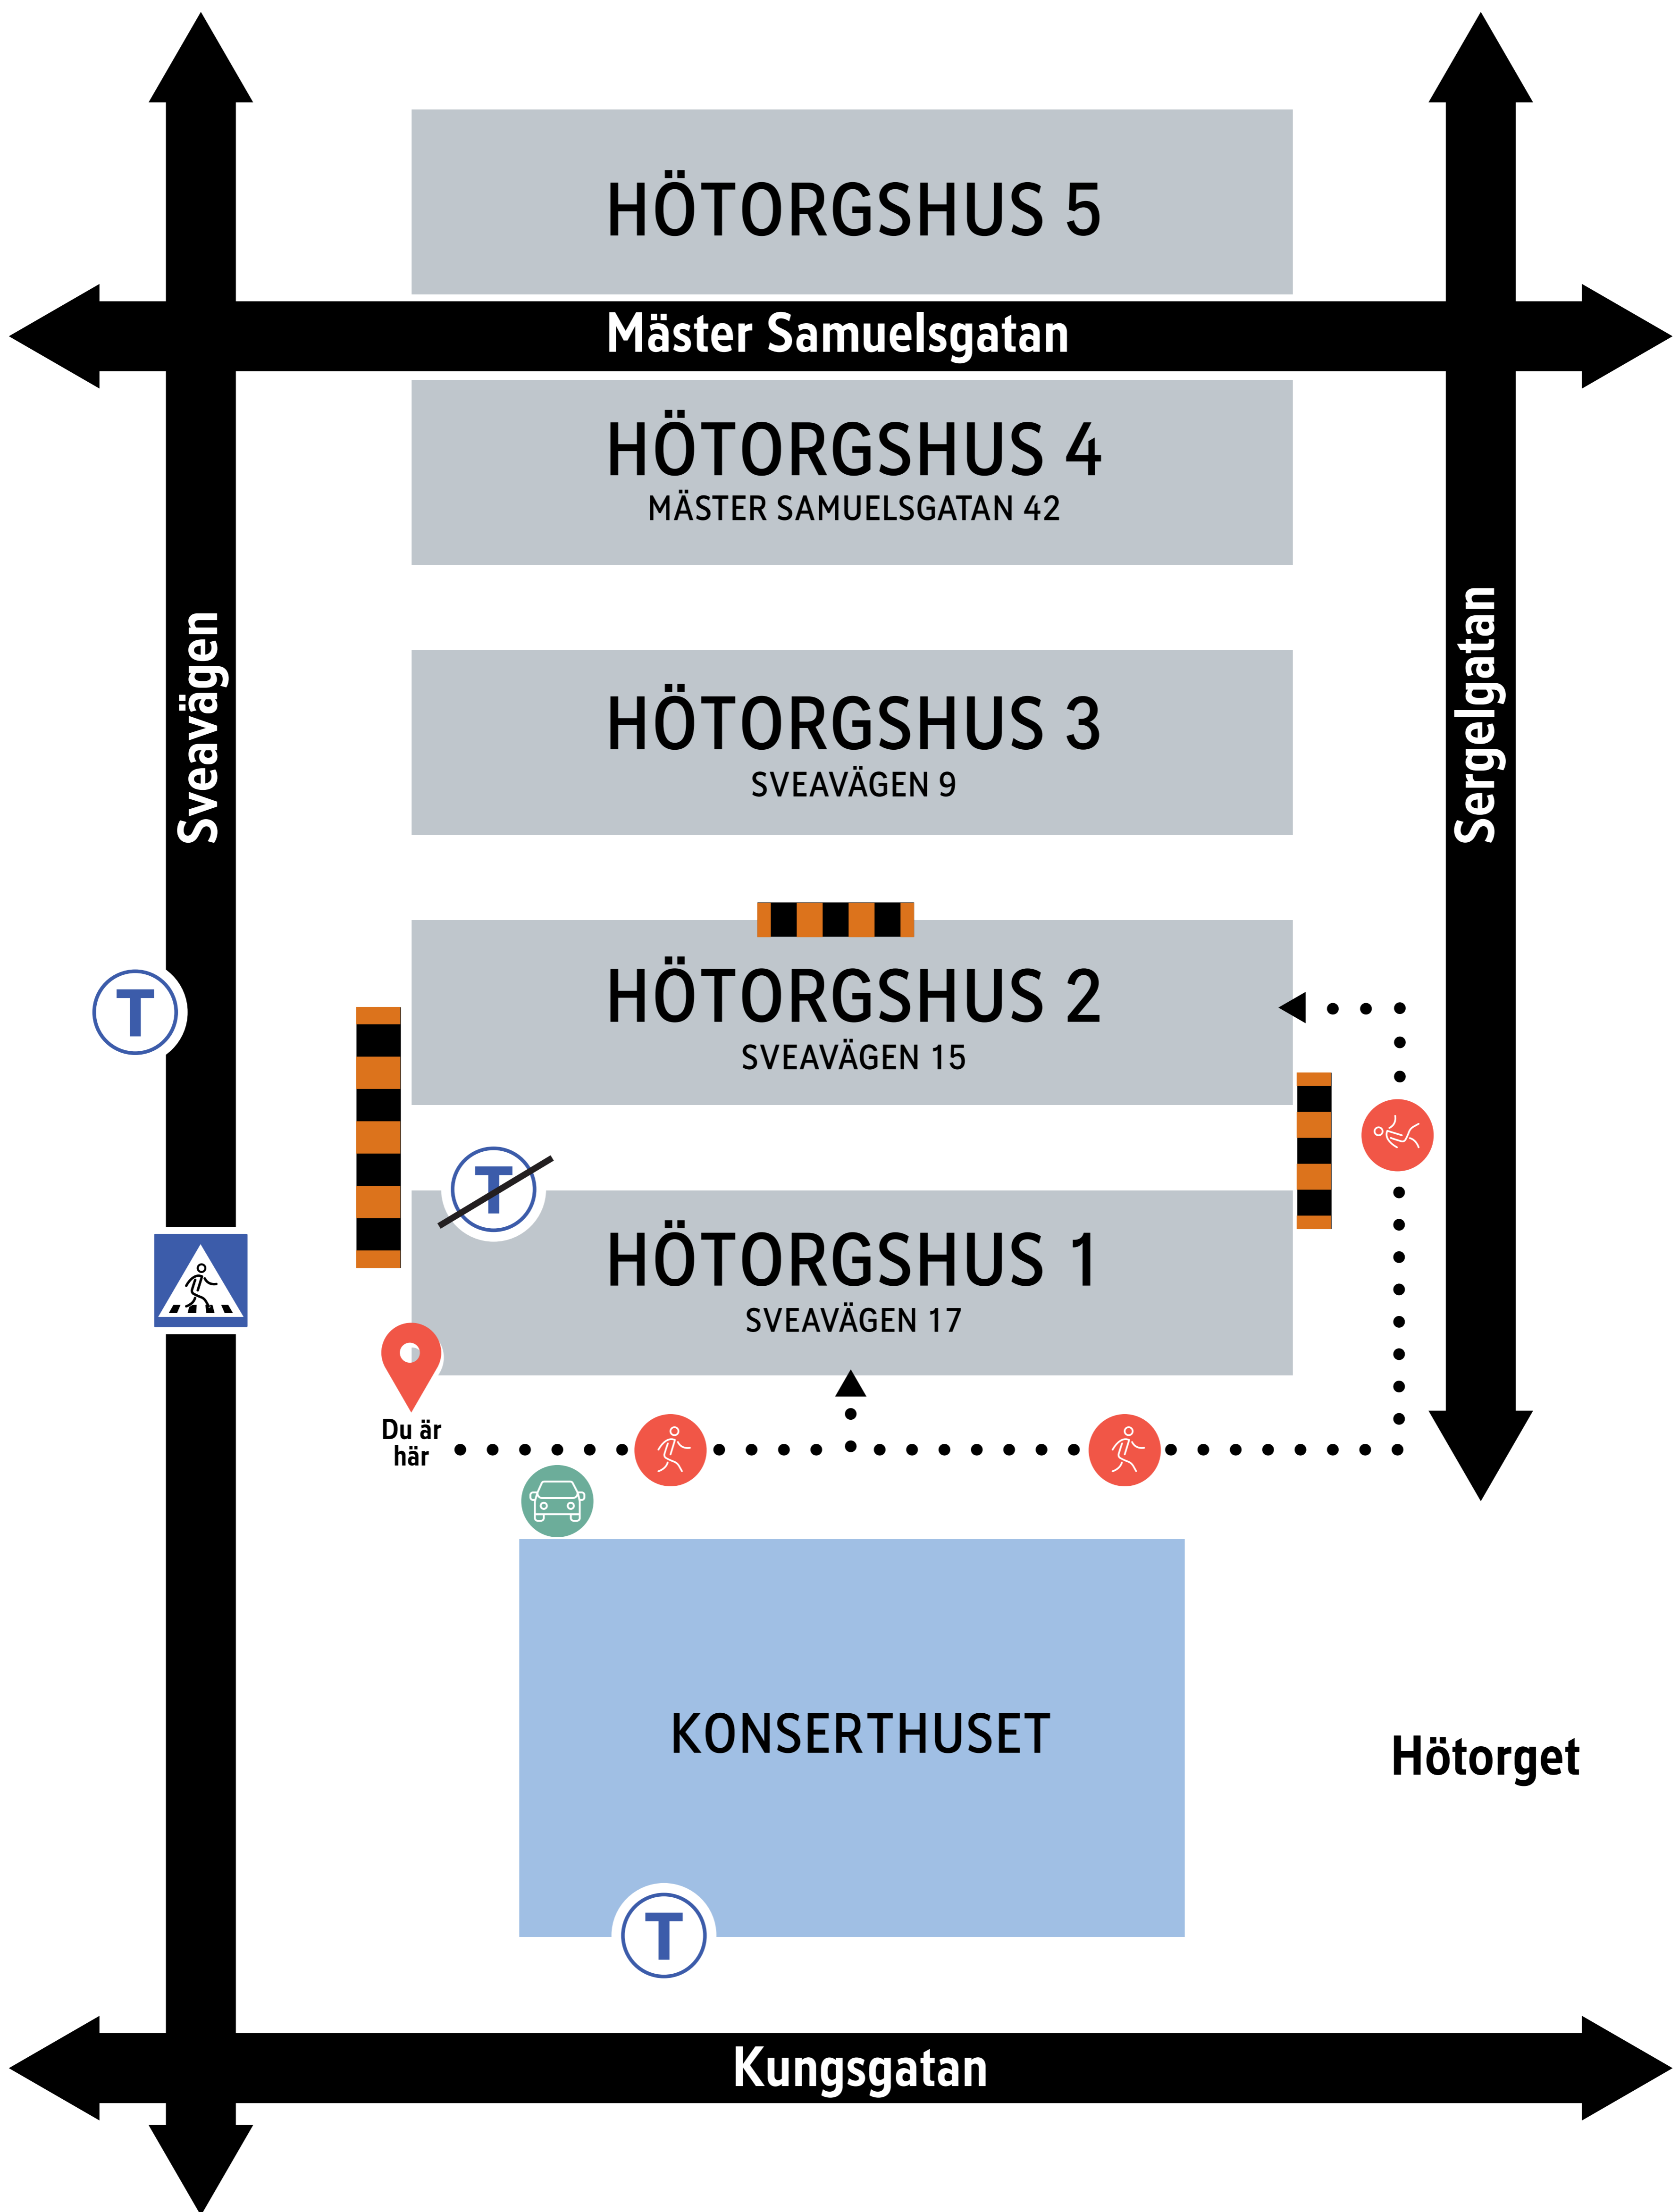 HÖTORGSHUS 5
Mäster Samuelsgatan
HÖTORGSHUS 4
MÄSTER SAMUELSGATAN 42
Sveavägen
Sergelgatan
HÖTORGSHUS 3
SVEAVÄGEN 9
HÖTORGSHUS 2
SVEAVÄGEN 15
T
T
HÖTORGSHUS 1
SVEAVÄGEN 17
Du är
här
KONSERTHUSET
Hötorget
T
Kungsgatan